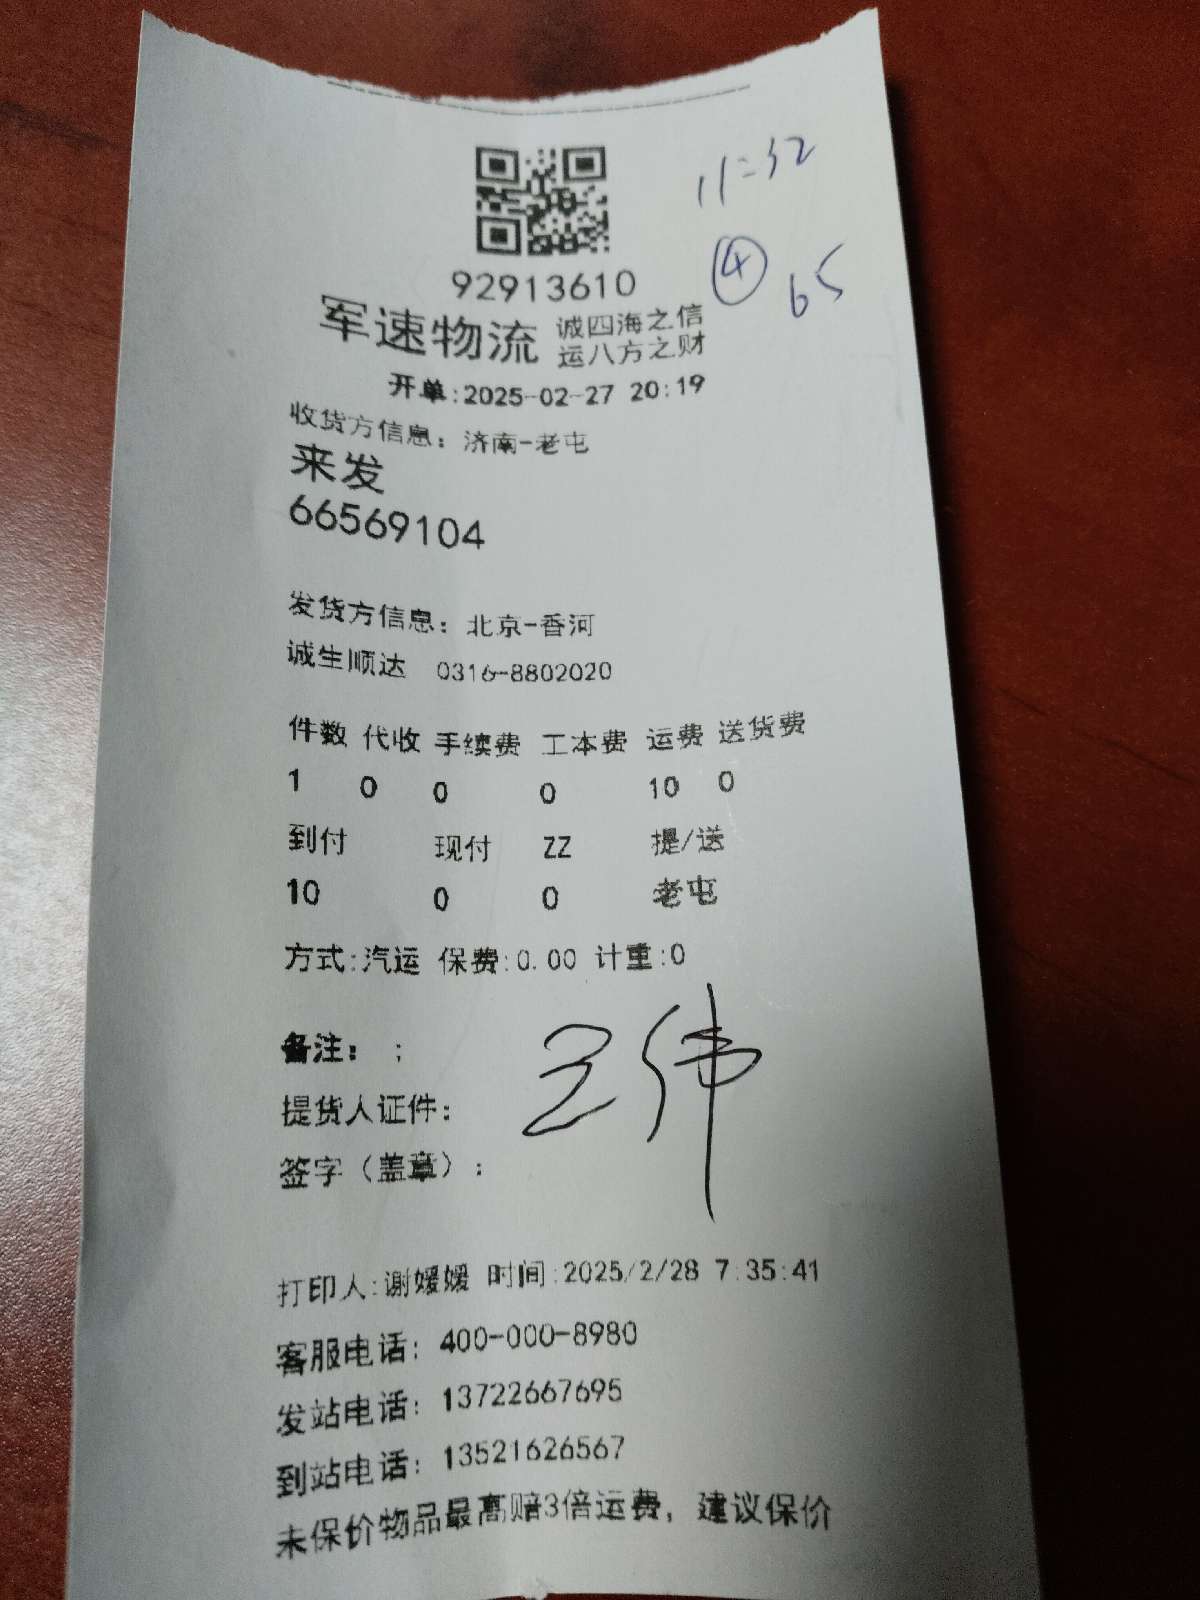 11:32
④ 65
92913610
军速物流 诚四海之信
运八方之财
开单:2025-02-27 20:19
收货方信息：济南-老屯
来发
66569104
发货方信息：北京-香河
诚生顺达 0316-8802020
件数 代收 手续费 工本费 运费 送货费
1 0 0 0 10 0
到付 现付 ZZ 提/送
10 0 0 老屯
方式:汽运 保费:0.00 计重:0
备注： ;
提货人证件：
王伟
签字（盖章）：
打印人:谢媛媛 时间:2025/2/28 7:35:41
客服电话：400-000-8980
发站电话：13722667695
到站电话：13521626567
未保价物品最高赔3倍运费，建议保价